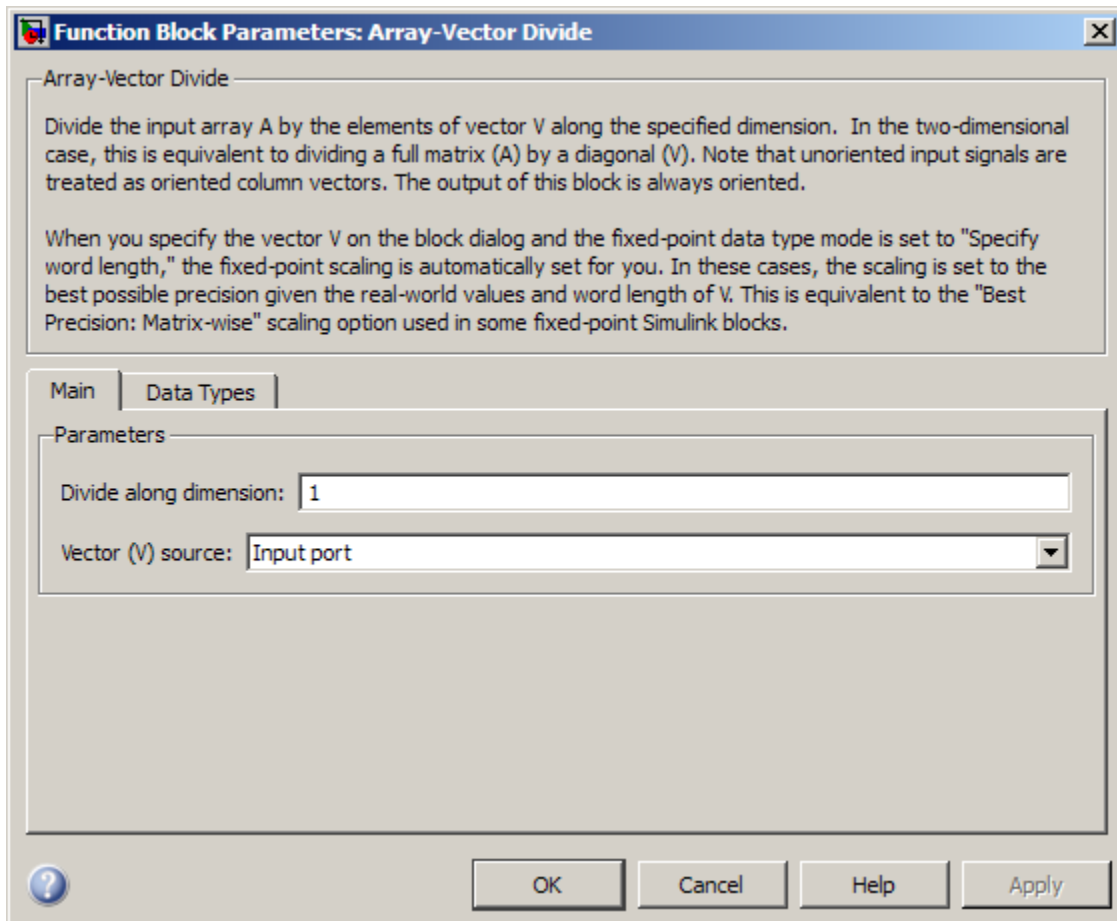 Function Block Parameters: Array-Vector Divide
Array-Vector Divide
Divide the input array A by the elements of vector V along the specified dimension.  In the two-dimensional
case, this is equivalent to dividing a full matrix (A) by a diagonal (V). Note that unoriented input signals are
treated as oriented column vectors. The output of this block is always oriented.
When you specify the vector V on the block dialog and the fixed-point data type mode is set to "Specify
word length," the fixed-point scaling is automatically set for you. In these cases, the scaling is set to the
best possible precision given the real-world values and word length of V. This is equivalent to the "Best
Precision: Matrix-wise" scaling option used in some fixed-point Simulink blocks.
Main Data Types
Parameters
Divide along dimension: 1
Vector (V) source: Input port
? OK Cancel Help Apply